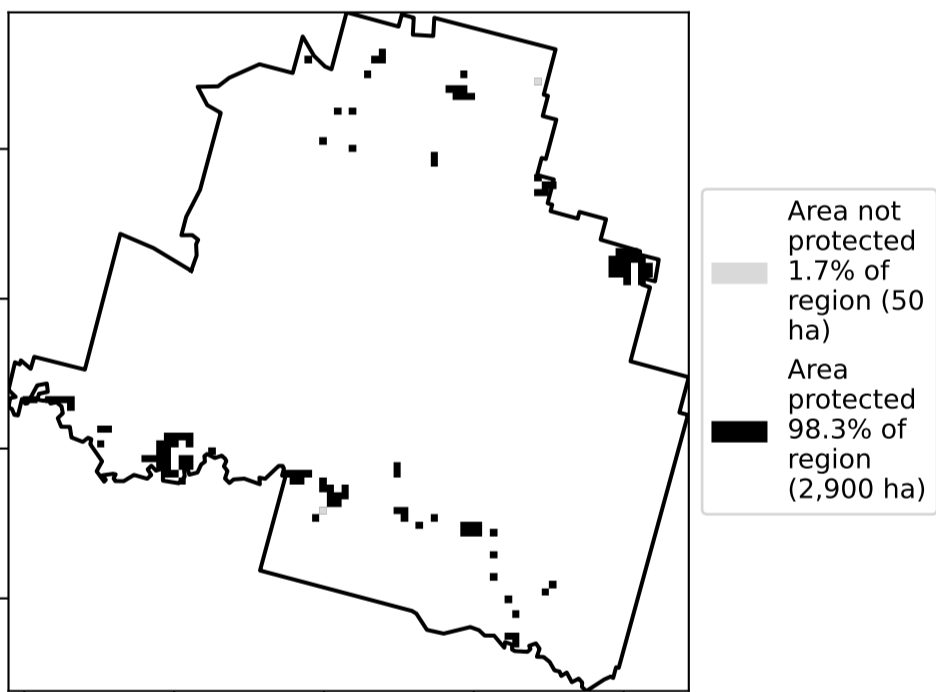 Area not
protected
1.7% of
region (50
ha)
Area
protected
98.3% of
region
(2,900 ha)